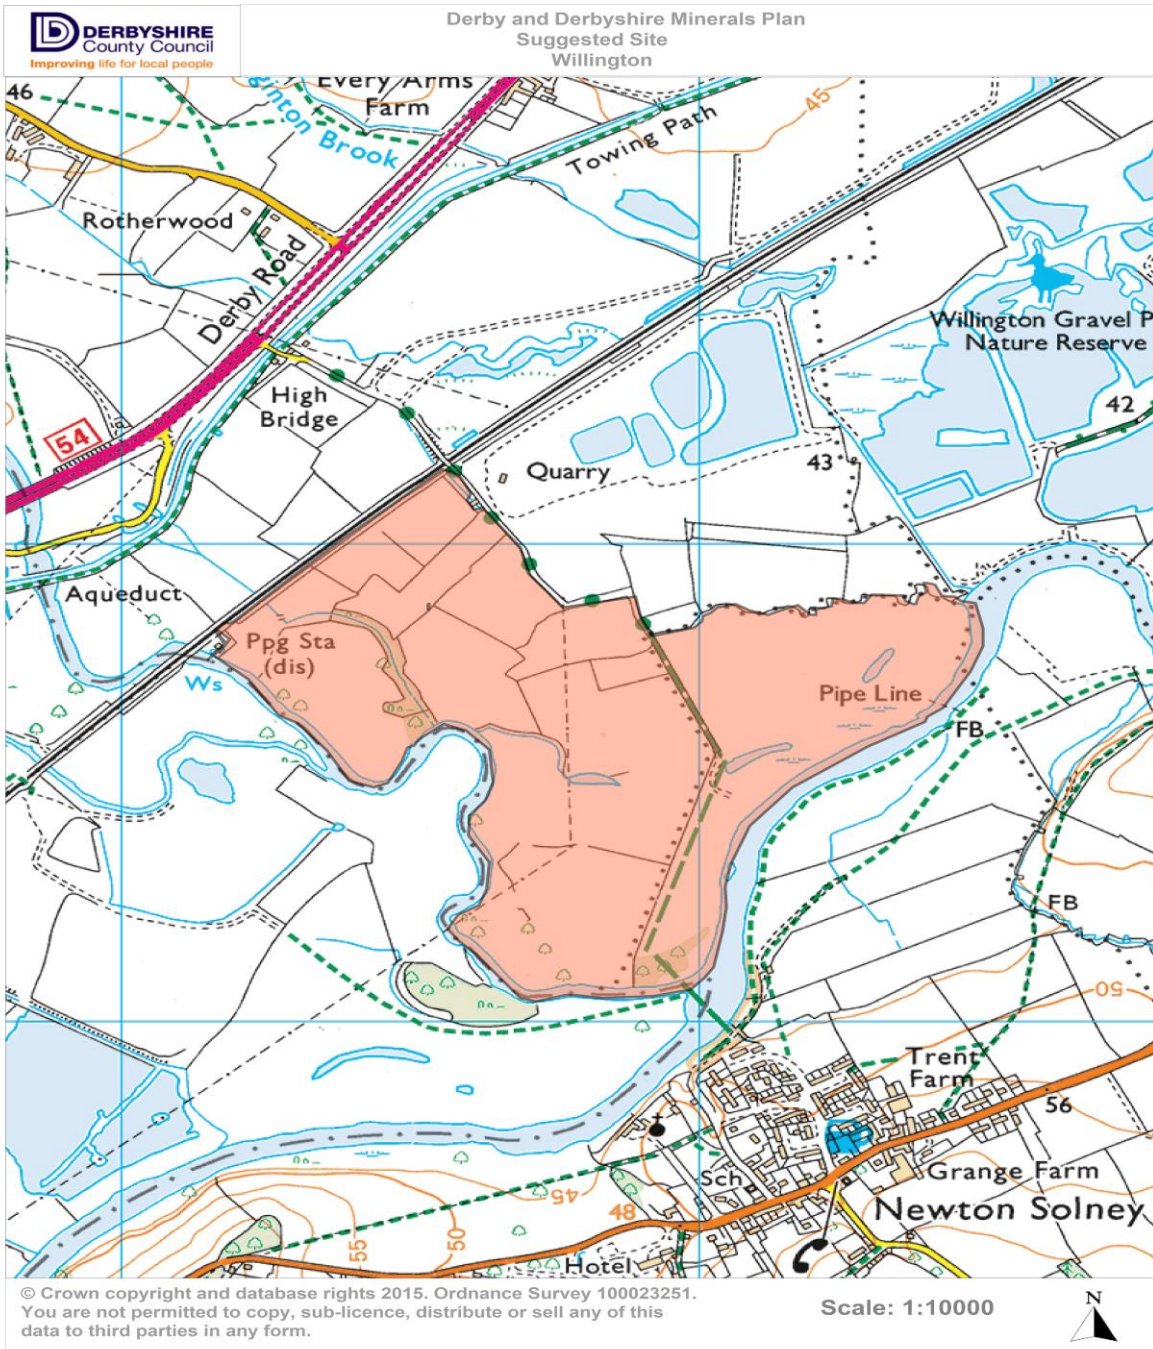 DERBYSHIRE
County Council
Improving life for local people
Derby and Derbyshire Minerals Plan
Suggested Site
Willington
46
Every Arms
Farm
ginton Brook
Towing Path
45
Rotherwood
Derby Road
Willington Gravel P
Nature Reserve
High
Bridge
42
54
Quarry
43
Aqueduct
Ppg Sta
(dis)
Ws
Pipe Line
FB
FB
50
Trent
Farm
56
Sch
Grange Farm
45
48
Newton Solney
55
50
Hotel
© Crown copyright and database rights 2015. Ordnance Survey 100023251.
You are not permitted to copy, sub-licence, distribute or sell any of this
data to third parties in any form.
Scale: 1:10000
N